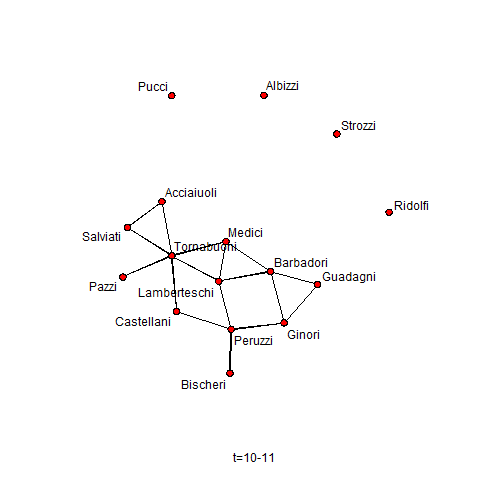 Pucci
Albizzi
Strozzi
Acciaiuoli
Ridolfi
Salviati
Medici
Tornabuoni
Barbadori
Guadagni
Pazzi
Lamberteschi
Castellani
Peruzzi
Ginori
Bischeri
t=10-11